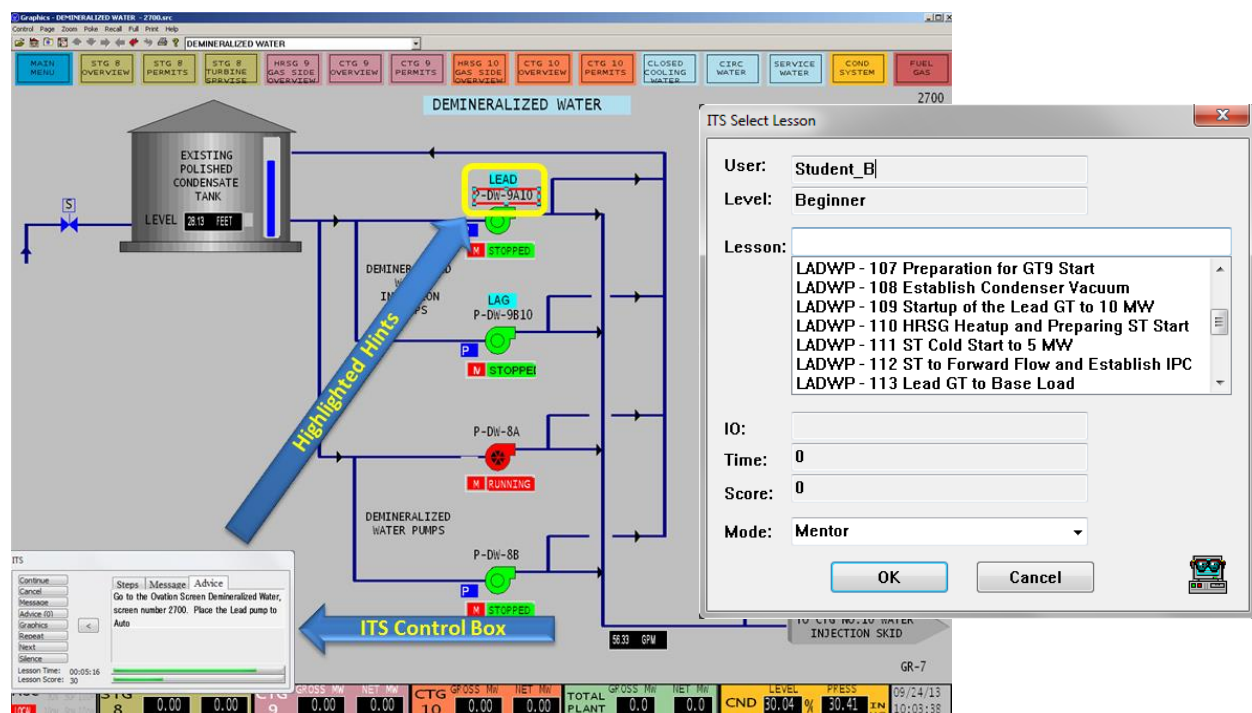 Graphics - DEMINERALIZED WATER - 2700.src
Control Page Zoom Poke Recall Pull Print Help
DEMINERALIZED WATER
MAIN MENU
STG 8 OVERVIEW
STG 8 PERMITS
STG 8 TURBINE SPRVISE
HRSG 9 GAS SIDE OVERVIEW
CTG 9 OVERVIEW
CTG 9 PERMITS
HRSG 10 GAS SIDE OVERVIEW
CTG 10 OVERVIEW
CTG 10 PERMITS
CLOSED COOLING WATER
CIRC WATER
SERVICE WATER
COND SYSTEM
FUEL GAS
DEMINERALIZED WATER
2700
EXISTING
POLISHED
CONDENSATE
TANK
LEVEL 28.13 FEET
S
LEAD
P-DW-9A10
M STOPPED
LAG
P-DW-9B10
P
M STOPPED
P-DW-8A
M RUNNING
DEMINERALIZED
WATER PUMPS
P-DW-8B
P
M STOPPED
56.33 GPM
TO CTG NO.10 WATER
INJECTION SKID
GR-7
Highlighted Hints
ITS Control Box
ITS
Continue
Cancel
Message
Advice (0)
Graphics
Repeat
Next
Silence
<
Steps Message Advice
Go to the Ovation Screen Demineralized Water,
screen number 2700. Place the Lead pump to
Auto
Lesson Time: 00:05:16
Lesson Score: 30
ITS Select Lesson
User: Student_B
Level: Beginner
Lesson:
LADWP - 107 Preparation for GT9 Start
LADWP - 108 Establish Condenser Vacuum
LADWP - 109 Startup of the Lead GT to 10 MW
LADWP - 110 HRSG Heatup and Preparing ST Start
LADWP - 111 ST Cold Start to 5 MW
LADWP - 112 ST to Forward Flow and Establish IPC
LADWP - 113 Lead GT to Base Load
IO:
Time: 0
Score: 0
Mode: Mentor
OK
Cancel
STG 8 0.00 0.00
CTG 9 GROSS MW 0.00 NET MW 0.00
CTG 10 GROSS MW 0.00 NET MW 0.00
TOTAL PLANT GROSS MW 0.0 NET MW 0.0
CND LEVEL 30.04 % PRESS 30.41 IN
09/24/13
10:03:38